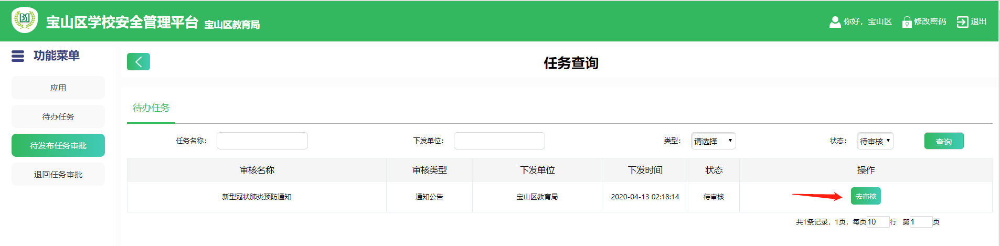 BS
宝山区学校安全管理平台 宝山区教育局
你好，宝山区 修改密码 退出
功能菜单
应用
待办任务
待发布任务审批
退回任务审批
任务查询
待办任务
任务名称： 下发单位： 类型： 请选择 状态： 待审核 查询
审核名称 审核类型 下发单位 下发时间 状态 操作
新型冠状肺炎预防通知 通知公告 宝山区教育局 2020-04-13 02:18:14 待审核 去审核
共1条记录，1页，每页10行 第1页